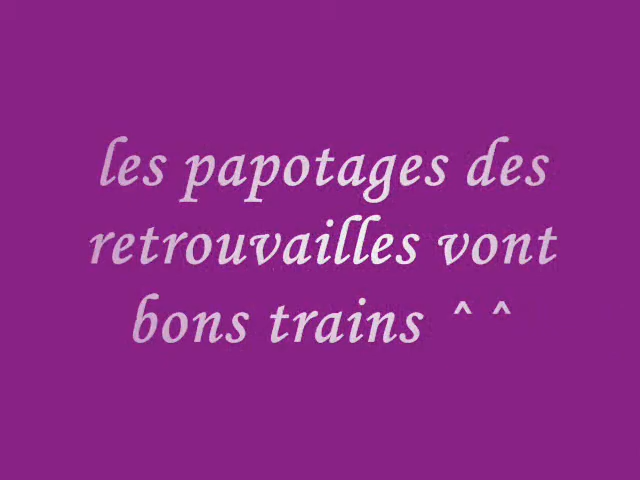 les papotages des
retrouvailles vont
bons trains ^ ^